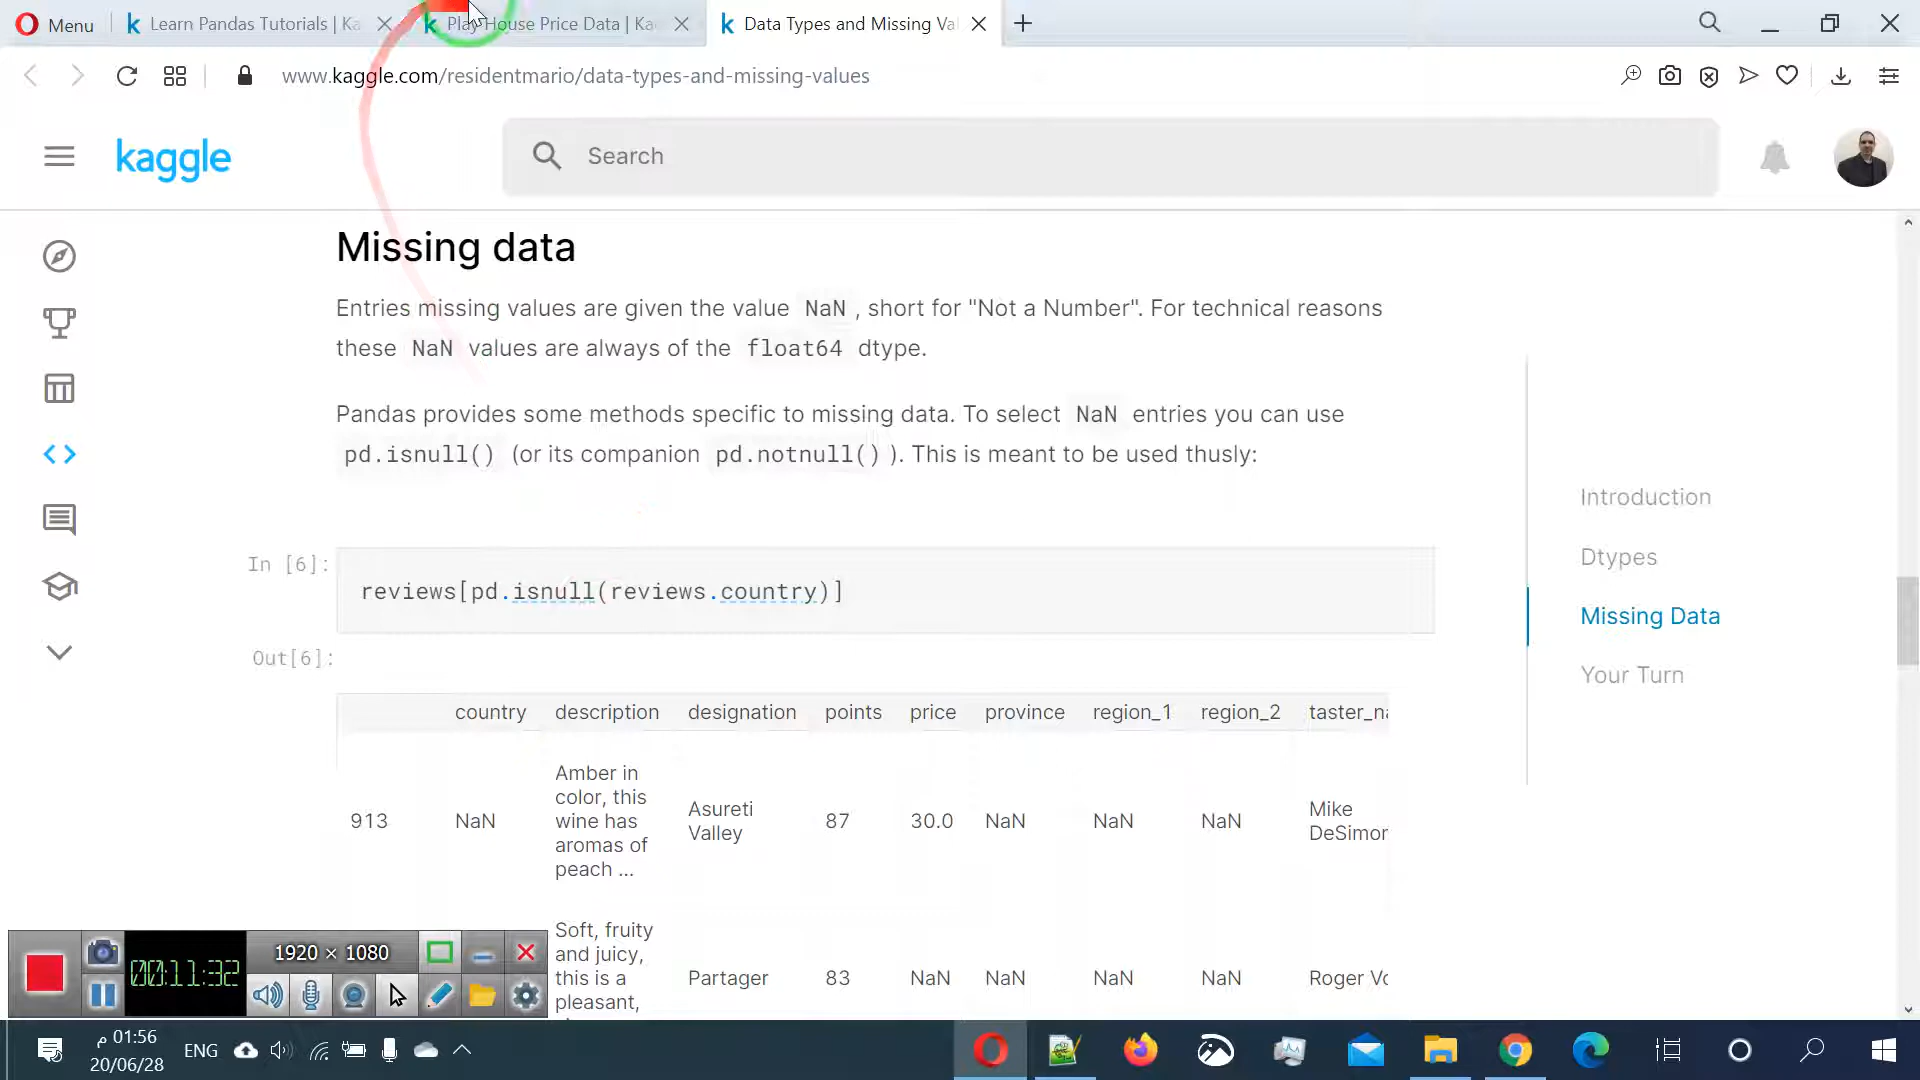 Menu
Learn Pandas Tutorials | Ka
Play House Price Data | Ka
Data Types and Missing Va
www.kaggle.com/residentmario/data-types-and-missing-values
kaggle
Search
Missing data
Entries missing values are given the value NaN , short for "Not a Number". For technical reasons
these NaN values are always of the float64 dtype.
Pandas provides some methods specific to missing data. To select NaN entries you can use
pd.isnull() (or its companion pd.notnull() ). This is meant to be used thusly:
In [6]:
reviews[pd.isnull(reviews.country)]
Out[6]:
country description designation points price province region_1 region_2 taster_na
913 NaN Amber in color, this wine has aromas of peach ... Asureti Valley 87 30.0 NaN NaN NaN Mike DeSimor
Soft, fruity and juicy, this is a pleasant, Partager 83 NaN NaN NaN NaN Roger Vo
Introduction
Dtypes
Missing Data
Your Turn
1920 × 1080
00:11:32
01:56 م
20/06/28
ENG